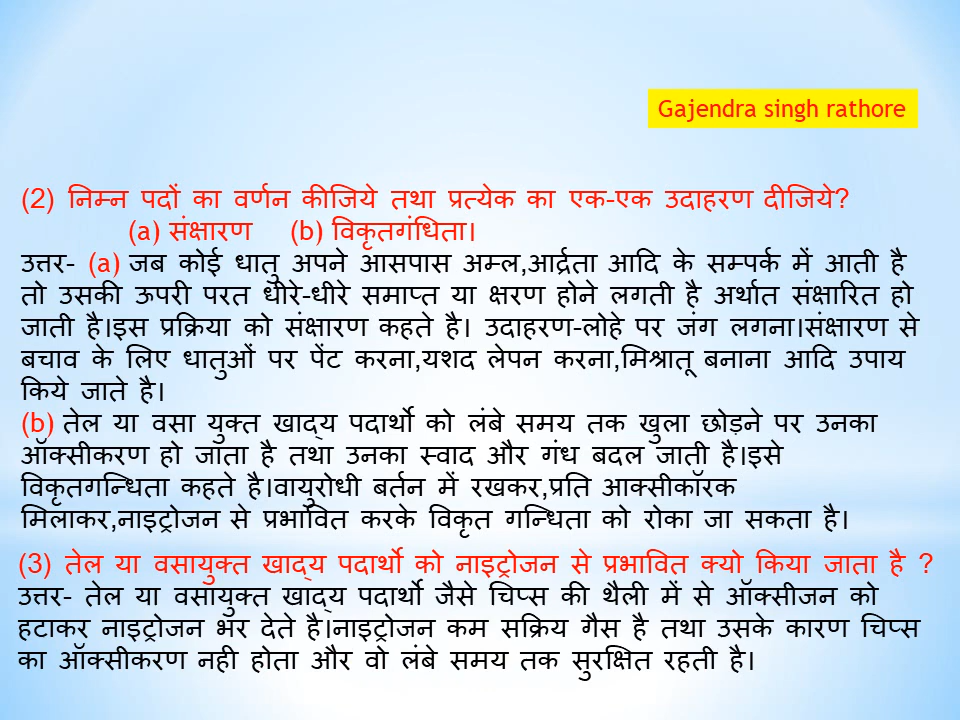 Gajendra singh rathore
(2) निम्न पदों का वर्णन कीजिये तथा प्रत्येक का एक-एक उदाहरण दीजिये?
(a) संक्षारण (b) विकृतगंधिता।
उत्तर- (a) जब कोई धातु अपने आसपास अम्ल,आर्द्रता आदि के सम्पर्क में आती है
तो उसकी ऊपरी परत धीरे-धीरे समाप्त या क्षरण होने लगती है अर्थात संक्षारित हो
जाती है।इस प्रक्रिया को संक्षारण कहते है। उदाहरण-लोहे पर जंग लगना।संक्षारण से
बचाव के लिए धातुओं पर पेंट करना,यशद लेपन करना,मिश्रातू बनाना आदि उपाय
किये जाते है।
(b) तेल या वसा युक्त खाद्य पदार्थो को लंबे समय तक खुला छोड़ने पर उनका
ऑक्सीकरण हो जाता है तथा उनका स्वाद और गंध बदल जाती है।इसे
विकृतगन्धिता कहते है।वायुरोधी बर्तन में रखकर,प्रति आक्सीकॉरक
मिलाकर,नाइट्रोजन से प्रभावित करके विकृत गन्धिता को रोका जा सकता है।
(3) तेल या वसायुक्त खाद्य पदार्थो को नाइट्रोजन से प्रभावित क्यो किया जाता है ?
उत्तर- तेल या वसायुक्त खाद्य पदार्थो जैसे चिप्स की थैली में से ऑक्सीजन को
हटाकर नाइट्रोजन भर देते है।नाइट्रोजन कम सक्रिय गैस है तथा उसके कारण चिप्स
का ऑक्सीकरण नही होता और वो लंबे समय तक सुरक्षित रहती है।